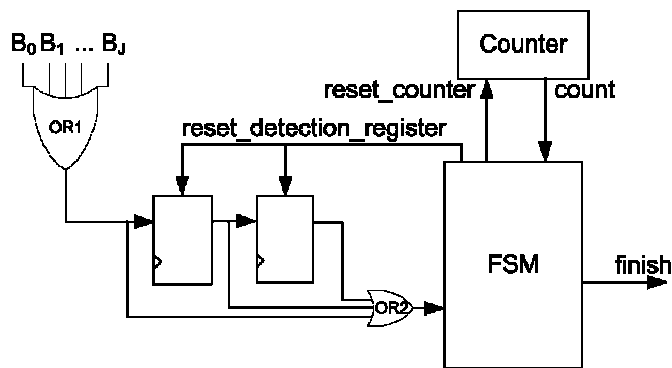 B0 B1 ... BJ
Counter
OR1
reset_counter
count
reset_detection_register
FSM
finish
OR2